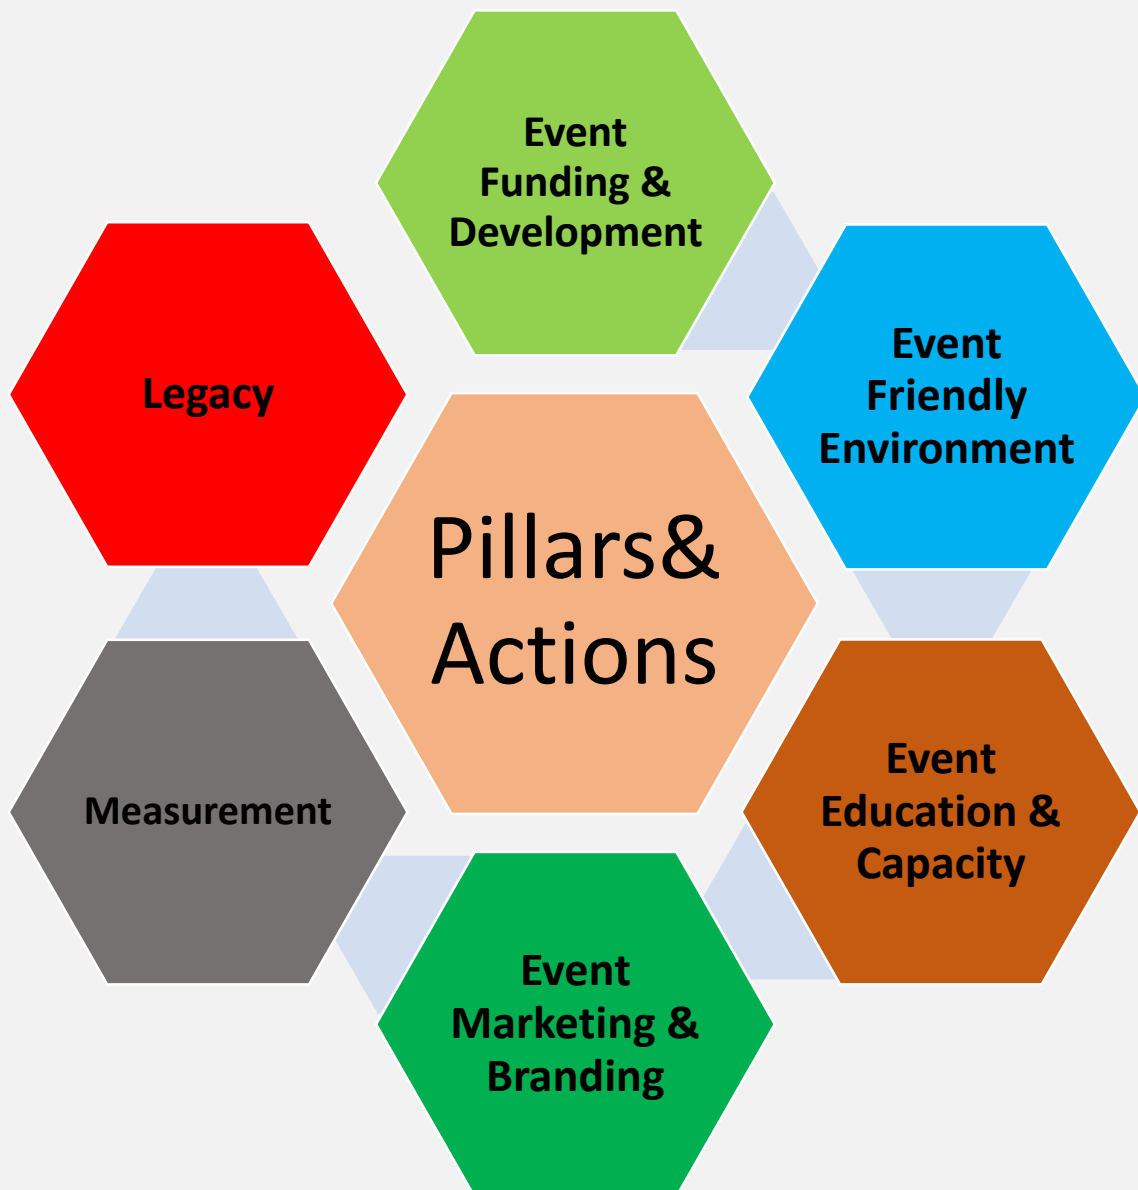 Event
Funding &
Development
Event
Friendly
Environment
Event
Education &
Capacity
Event
Marketing &
Branding
Measurement
Legacy
Pillars&
Actions